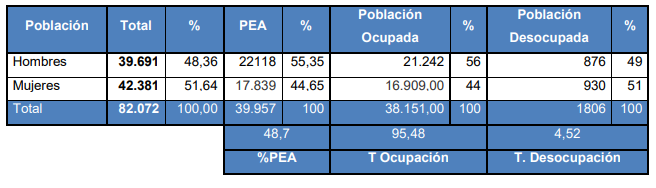 Población Total % PEA % Población Ocupada % Población Desocupada %
Hombres 39.691 48,36 22118 55,35 21.242 56 876 49
Mujeres 42.381 51,64 17.839 44,65 16.909,00 44 930 51
Total 82.072 100,00 39.957 100 38.151,00 100 1806 100
48,7 95,48 4,52
%PEA T Ocupación T. Desocupación